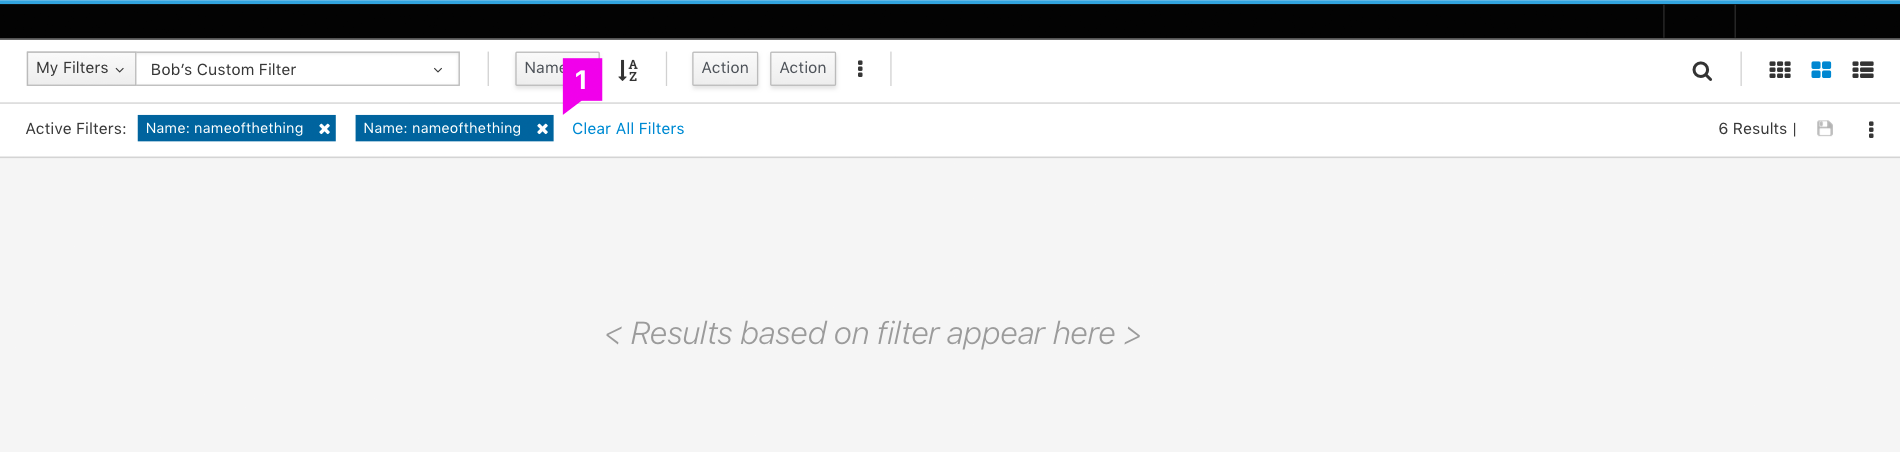 My Filters Bob’s Custom Filter Name 1 A Z Action Action
Active Filters: Name: nameofthething Name: nameofthething Clear All Filters 6 Results |
< Results based on filter appear here >